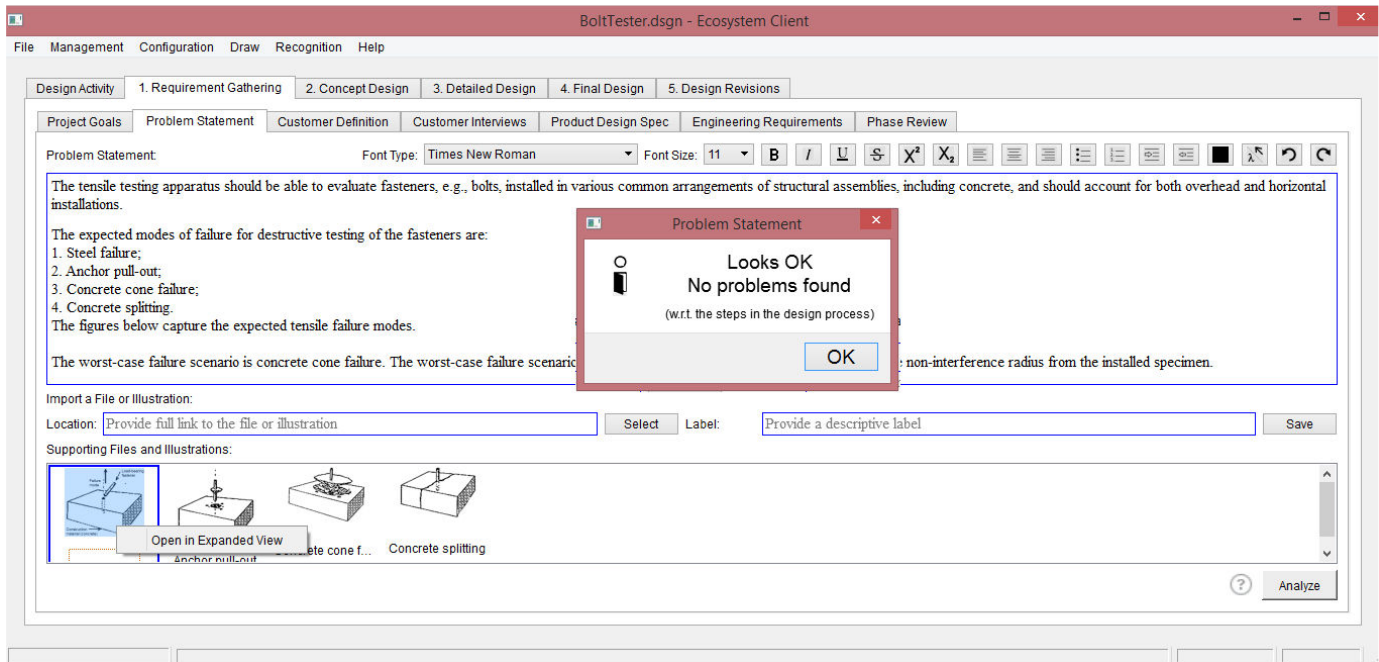 BoltTester.dsgn - Ecosystem Client
File Management Configuration Draw Recognition Help
Design Activity 1. Requirement Gathering 2. Concept Design 3. Detailed Design 4. Final Design 5. Design Revisions
Project Goals Problem Statement Customer Definition Customer Interviews Product Design Spec Engineering Requirements Phase Review
Problem Statement: Font Type: Times New Roman Font Size: 11 B I U S X² X₂
The tensile testing apparatus should be able to evaluate fasteners, e.g., bolts, installed in various common arrangements of structural assemblies, including concrete, and should account for both overhead and horizontal
installations.
The expected modes of failure for destructive testing of the fasteners are:
1. Steel failure;
2. Anchor pull-out;
3. Concrete cone failure;
4. Concrete splitting.
The figures below capture the expected tensile failure modes.
The worst-case failure scenario is concrete cone failure. The worst-case failure scenario
non-interference radius from the installed specimen.
Problem Statement
Looks OK
No problems found
(w.r.t. the steps in the design process)
OK
Import a File or Illustration:
Location: Provide full link to the file or illustration Select Label: Provide a descriptive label Save
Supporting Files and Illustrations:
Open in Expanded View
Anchor pull-out
ete cone f... Concrete splitting
? Analyze